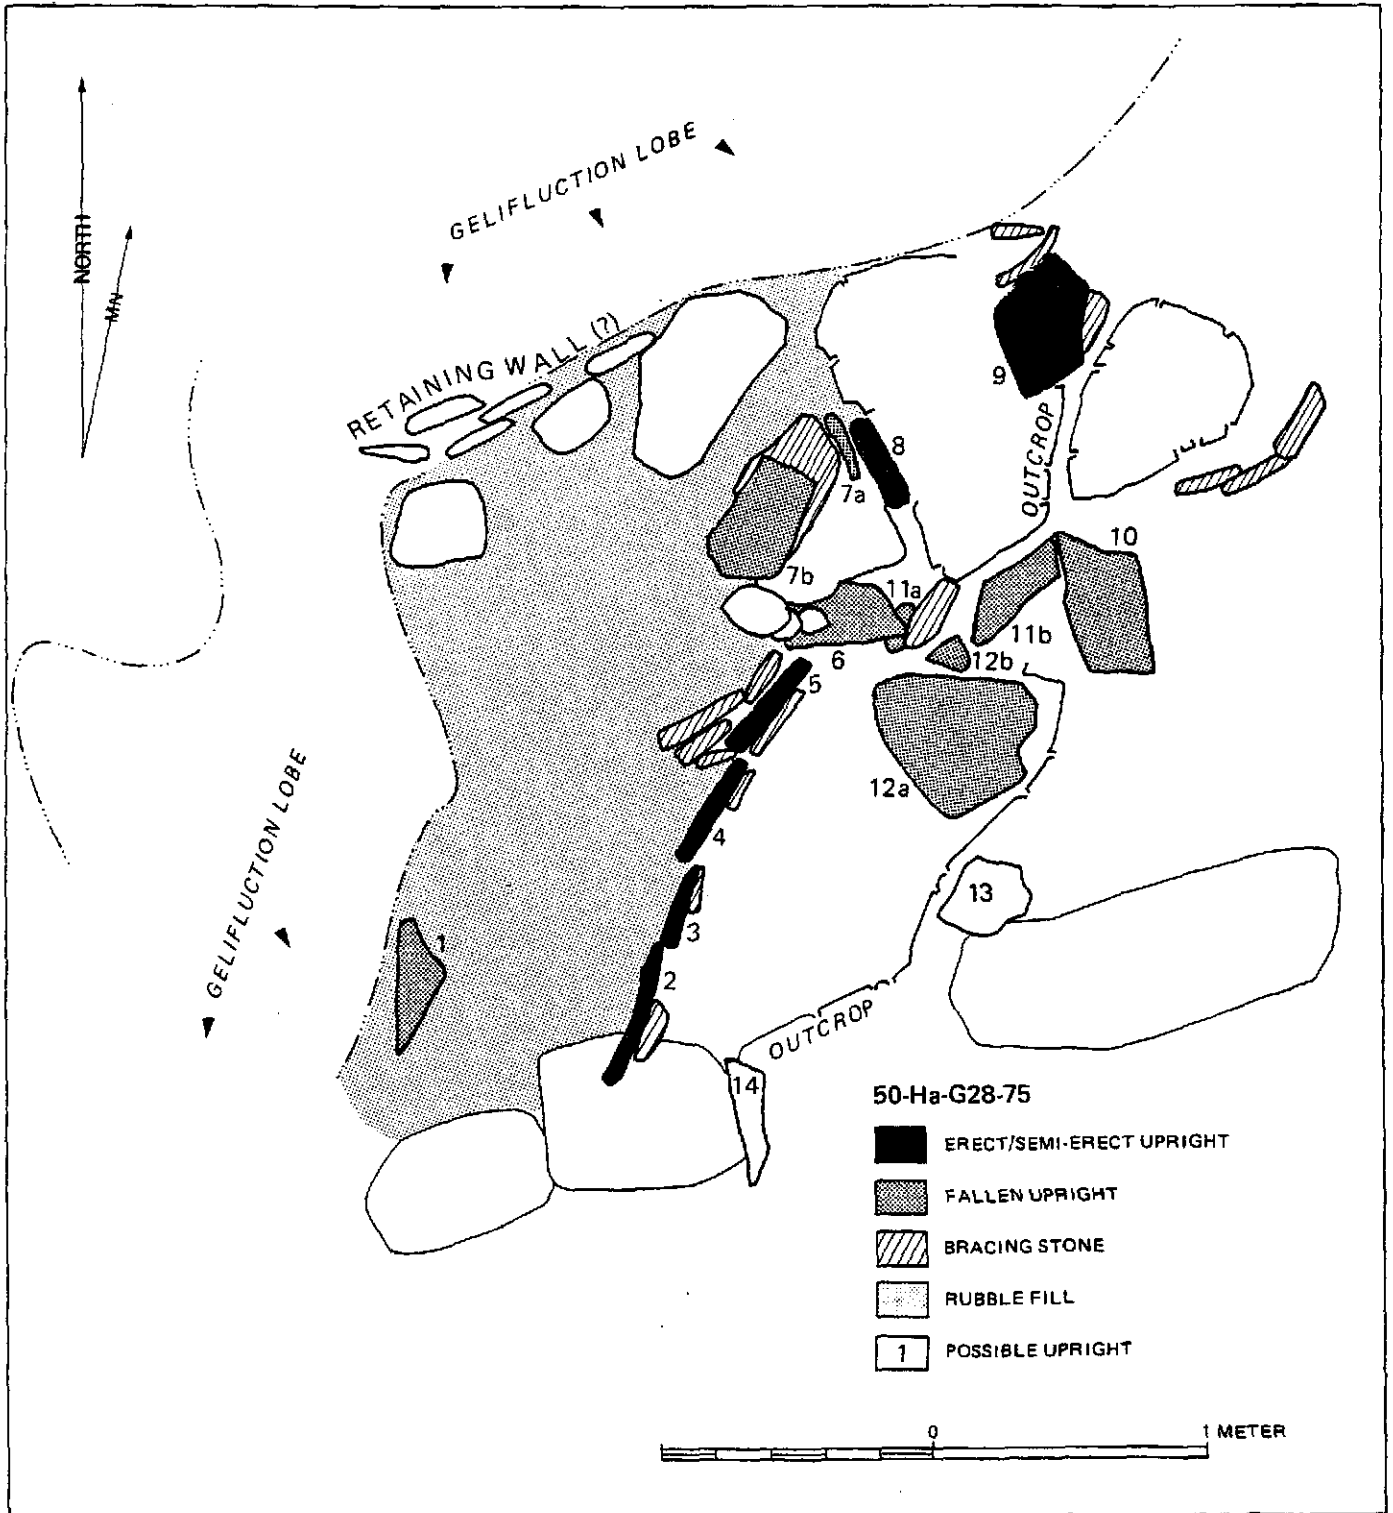 NORTH
MN
GELIFLUCTION LOBE
RETAINING WALL (?)
9
OUTCROP
8
7a
7b
10
11a
11b
6
12b
5
12a
4
GELIFLUCTION LOBE
13
3
1
2
OUTCROP
14
50-Ha-G28-75
ERECT/SEMI-ERECT UPRIGHT
FALLEN UPRIGHT
BRACING STONE
RUBBLE FILL
1 POSSIBLE UPRIGHT
0 1 METER